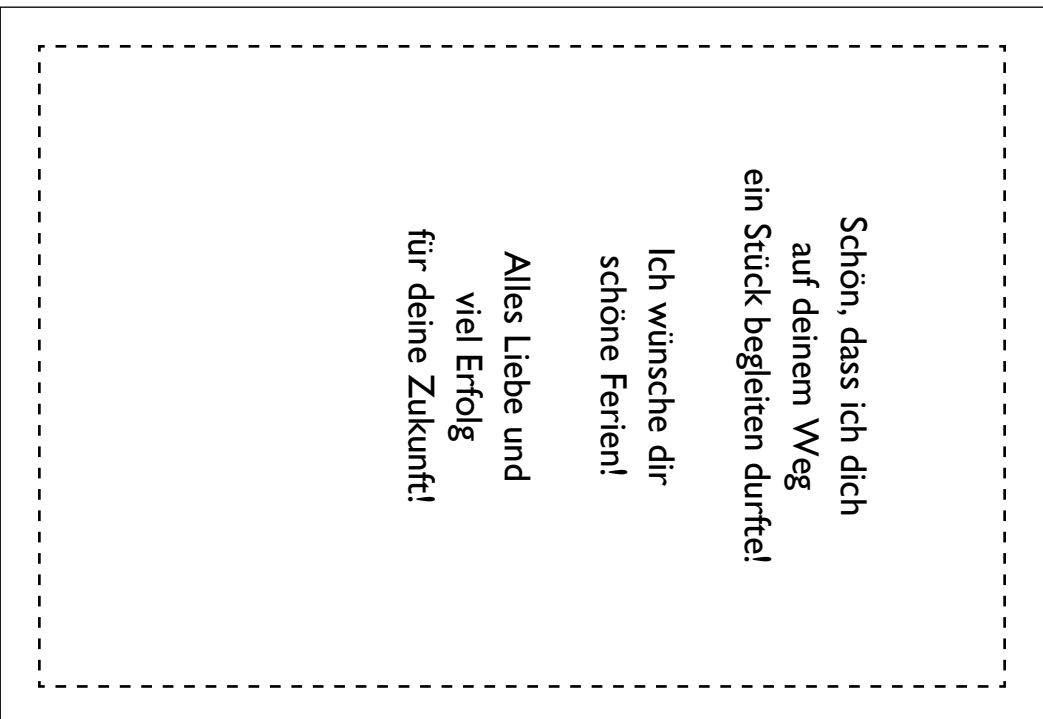 Schön, dass ich dich
auf deinem Weg
ein Stück begleiten durfte!
Ich wünsche dir
schöne Ferien!
Alles Liebe und
viel Erfolg
für deine Zukunft!